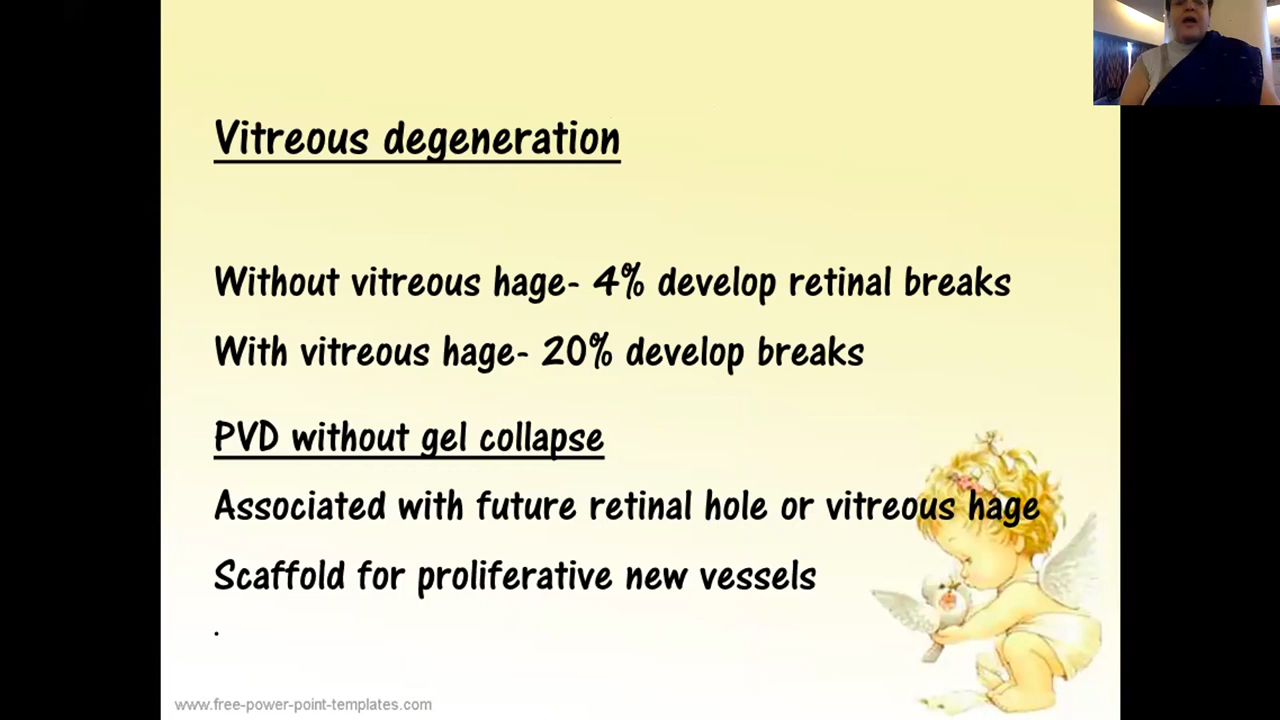 Vitreous degeneration
Without vitreous hage- 4% develop retinal breaks
With vitreous hage- 20% develop breaks
PVD without gel collapse
Associated with future retinal hole or vitreous hage
Scaffold for proliferative new vessels
.
www.free-power-point-templates.com